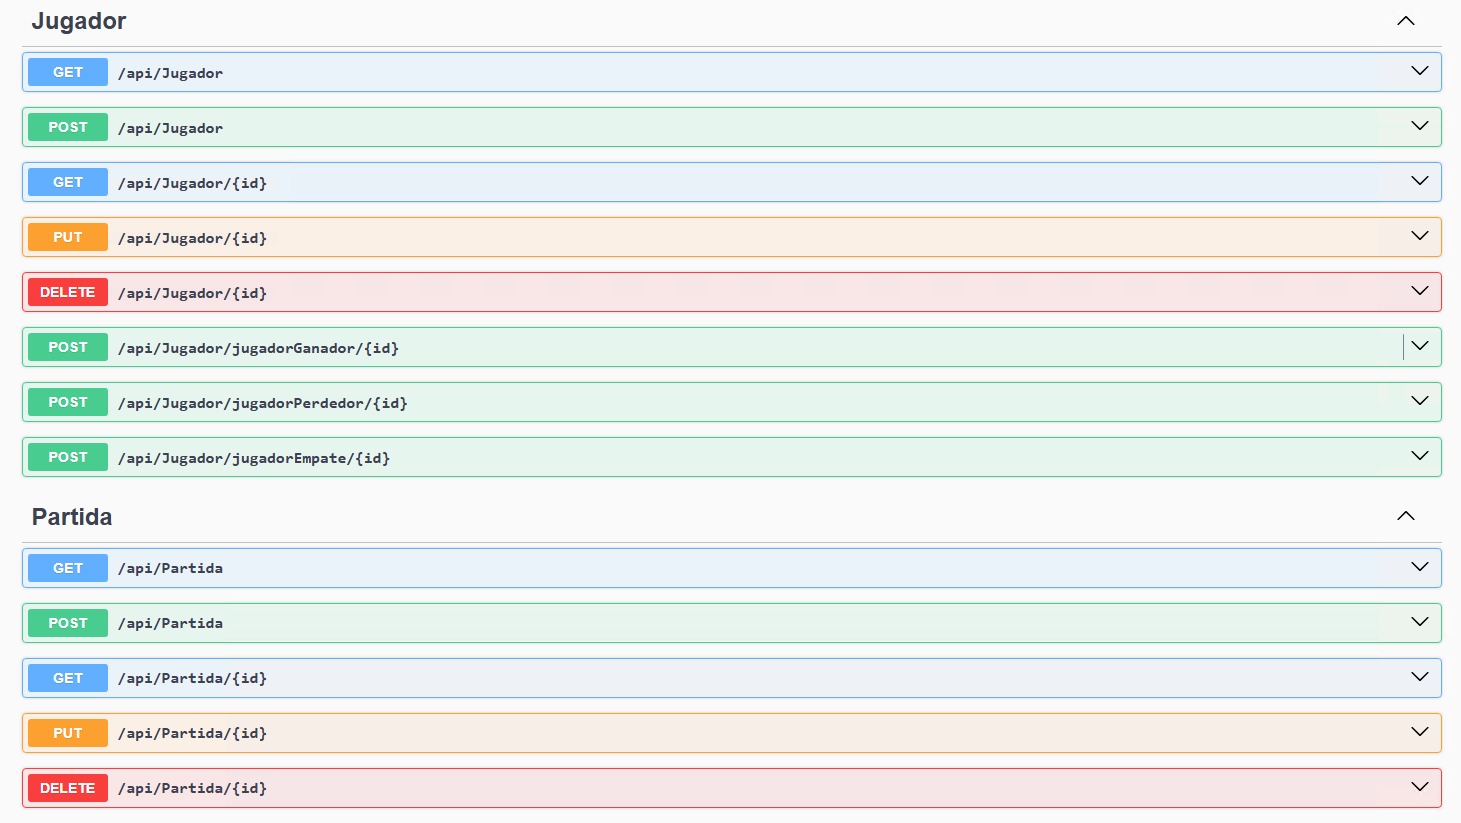 Jugador
GET /api/Jugador
POST /api/Jugador
GET /api/Jugador/{id}
PUT /api/Jugador/{id}
DELETE /api/Jugador/{id}
POST /api/Jugador/jugadorGanador/{id}
POST /api/Jugador/jugadorPerdedor/{id}
POST /api/Jugador/jugadorEmpate/{id}
Partida
GET /api/Partida
POST /api/Partida
GET /api/Partida/{id}
PUT /api/Partida/{id}
DELETE /api/Partida/{id}